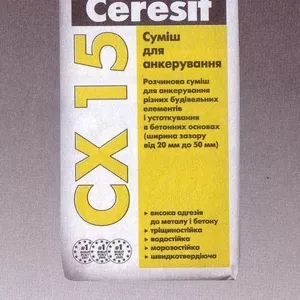 Ceresit
CX 15
Суміш
для
анкерування
Розчинова суміш
для анкерування
різних будівельних
елементів
і устаткування
в бетонних основах
(ширина зазору
від 20 мм до 50 мм)
▸ висока адгезія
до металу і бетону
▸ тріщиностійка
▸ водостійка
▸ морозостійка
▸ швидкотвердіюча